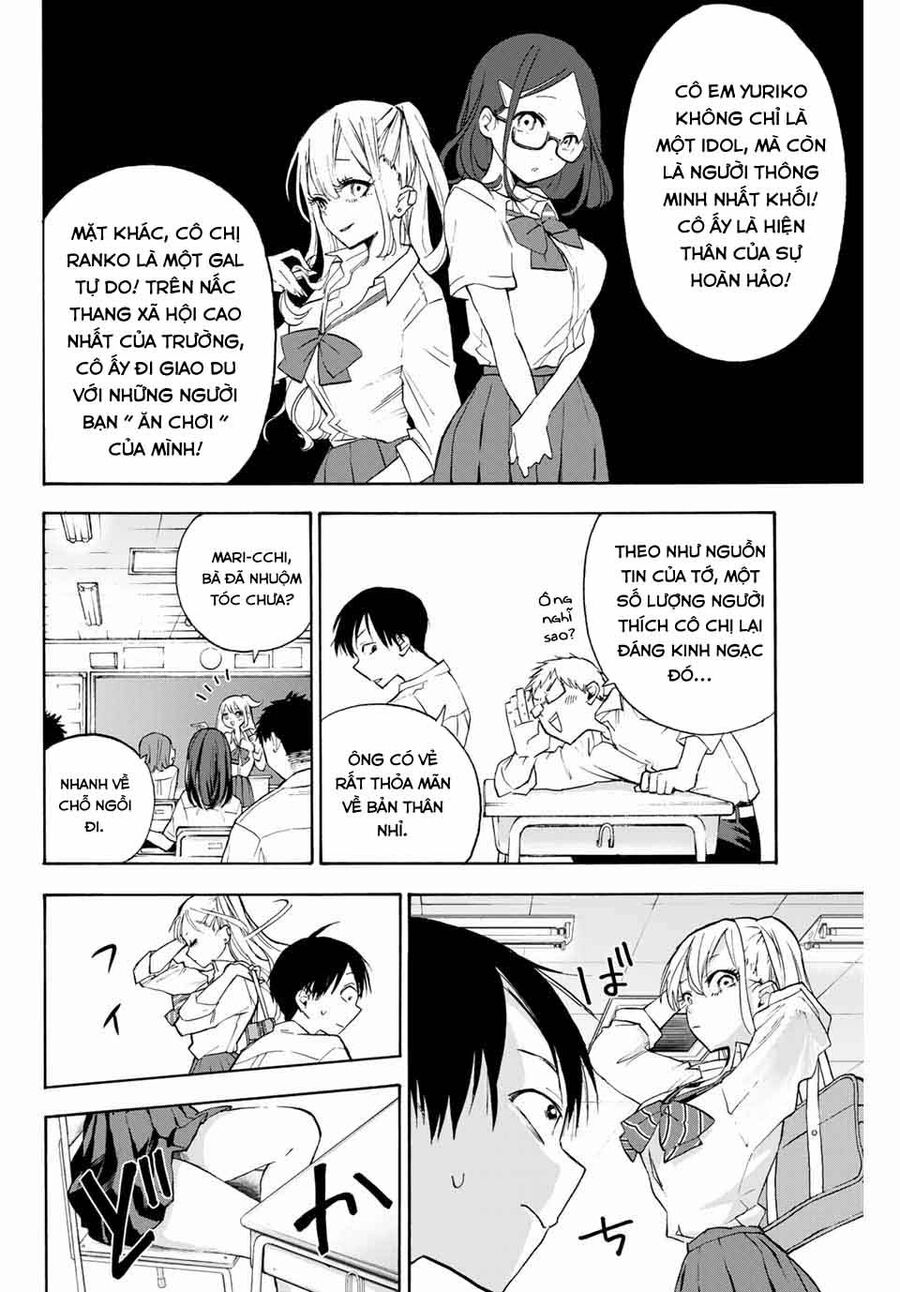 CÔ EM YURIKO
KHÔNG CHỈ LÀ
MỘT IDOL, MÀ CÒN
LÀ NGƯỜI THÔNG
MINH NHẤT KHỐI!
CÔ ẤY LÀ HIỆN
THÂN CỦA SỰ
HOÀN HẢO!
MẶT KHÁC, CÔ CHỊ
RANKO LÀ MỘT GAL
TỰ DO! TRÊN NẤC
THANG XÃ HỘI CAO
NHẤT CỦA TRƯỜNG,
CÔ ẤY ĐI GIAO DU
VỚI NHỮNG NGƯỜI
BẠN " ĂN CHƠI "
CỦA MÌNH!
THEO NHƯ NGUỒN
TIN CỦA TỚ, MỘT
SỐ LƯỢNG NGƯỜI
THÍCH CÔ CHỊ LẠI
ĐÁNG KINH NGẠC
ĐÓ...
Ông
nghĩ
sao?
ÔNG CÓ VẺ
RẤT THỎA MÃN
VỀ BẢN THÂN
NHỈ.
MARI-CCHI,
BÀ ĐÃ NHUỘM
TÓC CHƯA?
NHANH VỀ
CHỖ NGỒI
ĐI.
ばち
ふぃ
がどっ